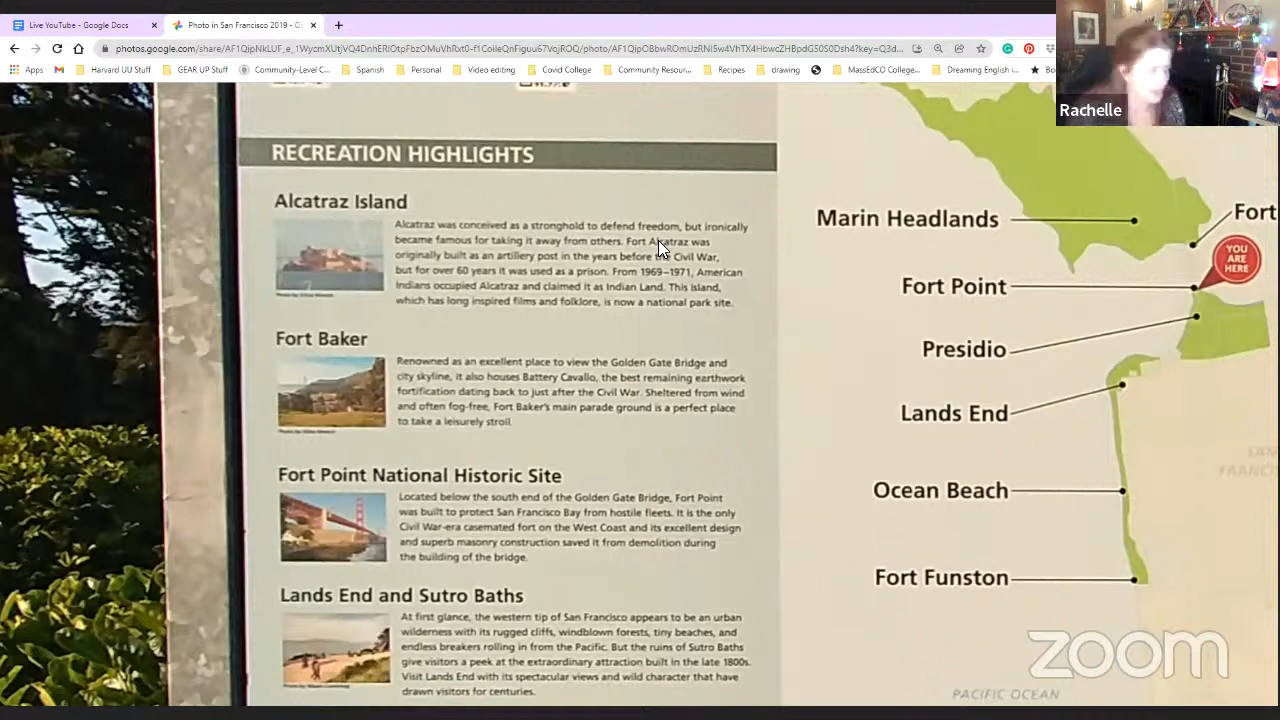 Live YouTube - Google Docs
Photo in San Francisco 2019 - Go
photos.google.com/share/
Apps
Harvard UU Stuff
GEAR UP Stuff
Community-Level C...
Spanish
Personal
Video editing
Covid College
Community Resour...
Recipes
drawing
MassEdCO College...
Dreaming English i...
Rachelle
RECREATION HIGHLIGHTS
Alcatraz Island
Alcatraz was conceived as a stronghold to defend freedom, but ironically
became famous for taking it away from others. Fort Alcatraz was
originally built as an artillery post in the years before the Civil War,
but for over 60 years it was used as a prison. From 1969–1971, American
Indians occupied Alcatraz and claimed it as Indian Land. This island,
which has long inspired films and folklore, is now a national park site.
Fort Baker
Renowned as an excellent place to view the Golden Gate Bridge and
city skyline, it also houses Battery Cavallo, the best remaining earthwork
fortification dating back to just after the Civil War. Sheltered from wind
and often fog-free, Fort Baker's main parade ground is a perfect place
to take a leisurely stroll.
Fort Point National Historic Site
Located below the south end of the Golden Gate Bridge, Fort Point
was built to protect San Francisco Bay from hostile fleets. It is the only
Civil War-era casemated fort on the West Coast and its excellent design
and superb masonry construction saved it from demolition during
the building of the bridge.
Lands End and Sutro Baths
At first glance, the western tip of San Francisco appears to be an urban
wilderness with its rugged cliffs, windblown forests, tiny beaches, and
endless breakers rolling in from the Pacific. But the ruins of Sutro Baths
give visitors a peek at the extraordinary attraction built in the late 1800s.
Visit Lands End with its spectacular views and wild character that have
drawn visitors for centuries.
Marin Headlands
Fort
YOU
ARE
HERE
Fort Point
Presidio
Lands End
Ocean Beach
Fort Funston
SAN
FRANCI
PACIFIC OCEAN
zoom